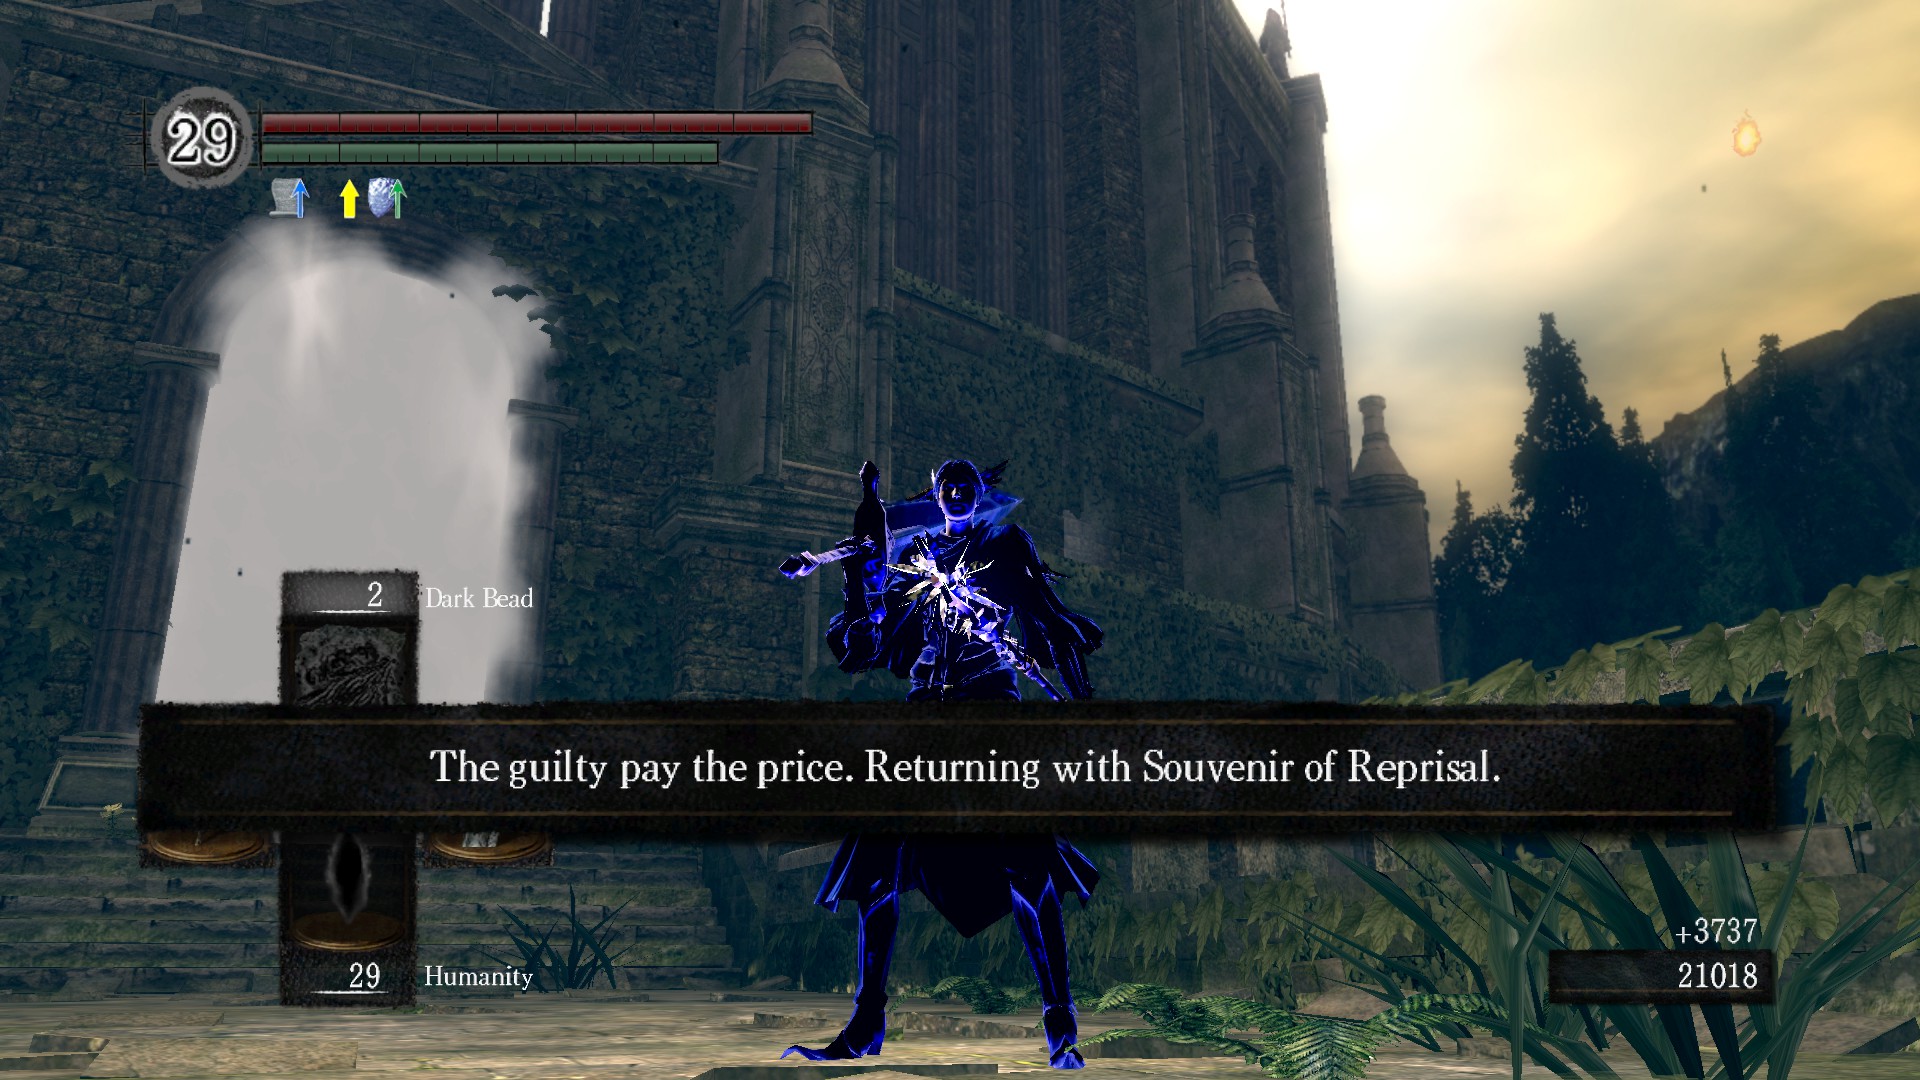 29
2
Dark Bead
The guilty pay the price. Returning with Souvenir of Reprisal.
+3737
21018
29
Humanity